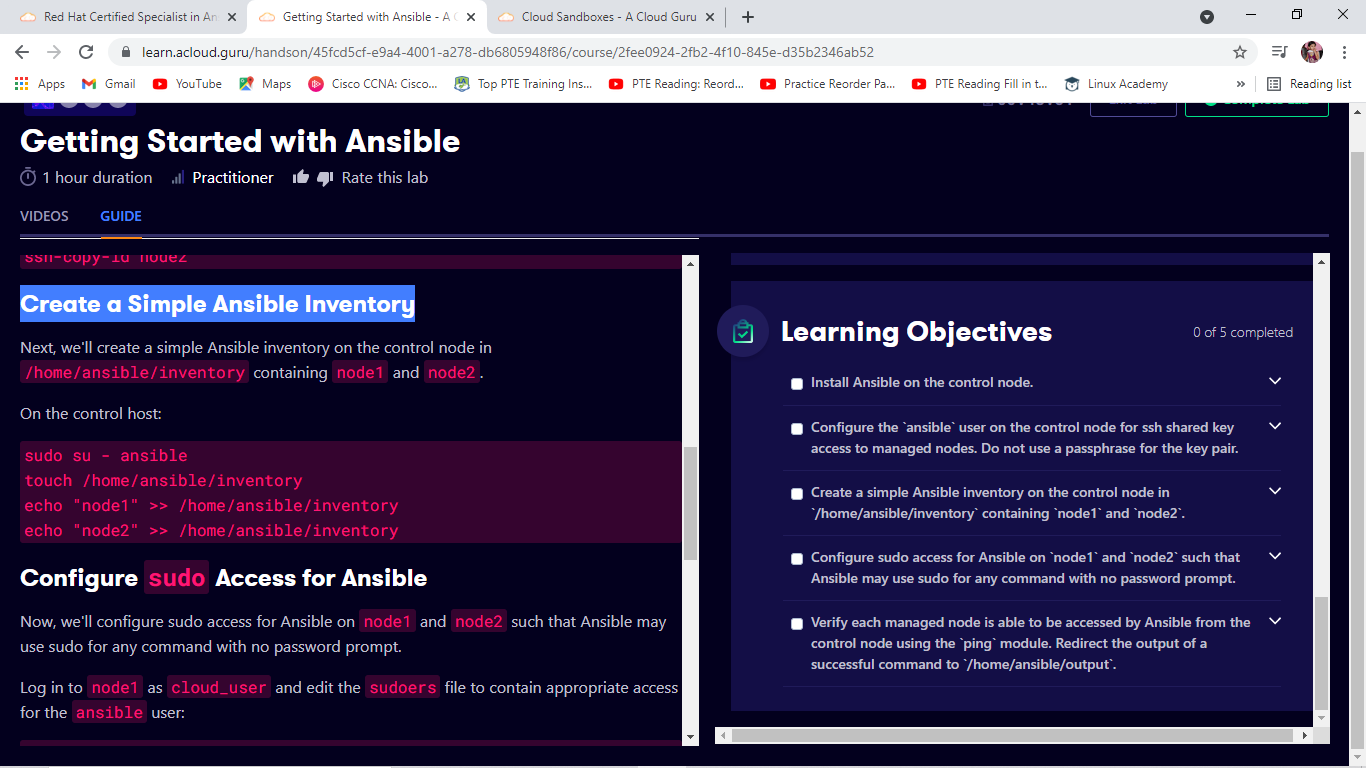 Red Hat Certified Specialist in An
Getting Started with Ansible - A C
Cloud Sandboxes - A Cloud Guru
learn.acloud.guru/handson/45fcd5cf-e9a4-4001-a278-db6805948f86/course/2fee0924-2fb2-4f10-845e-d35b2346ab52
Apps
Gmail
YouTube
Maps
Cisco CCNA: Cisco...
Top PTE Training Ins...
PTE Reading: Reord...
Practice Reorder Pa...
PTE Reading Fill in t...
Linux Academy
»
Reading list
Getting Started with Ansible
1 hour duration
Practitioner
Rate this lab
VIDEOS
GUIDE
ssh-copy-id node2
Create a Simple Ansible Inventory
Next, we'll create a simple Ansible inventory on the control node in
/home/ansible/inventory containing node1 and node2.
On the control host:
sudo su - ansible
touch /home/ansible/inventory
echo "node1" >> /home/ansible/inventory
echo "node2" >> /home/ansible/inventory
Configure sudo Access for Ansible
Now, we'll configure sudo access for Ansible on node1 and node2 such that Ansible may
use sudo for any command with no password prompt.
Log in to node1 as cloud_user and edit the sudoers file to contain appropriate access
for the ansible user:
Learning Objectives
0 of 5 completed
Install Ansible on the control node.
Configure the `ansible` user on the control node for ssh shared key
access to managed nodes. Do not use a passphrase for the key pair.
Create a simple Ansible inventory on the control node in
`/home/ansible/inventory` containing `node1` and `node2`.
Configure sudo access for Ansible on `node1` and `node2` such that
Ansible may use sudo for any command with no password prompt.
Verify each managed node is able to be accessed by Ansible from the
control node using the `ping` module. Redirect the output of a
successful command to `/home/ansible/output`.